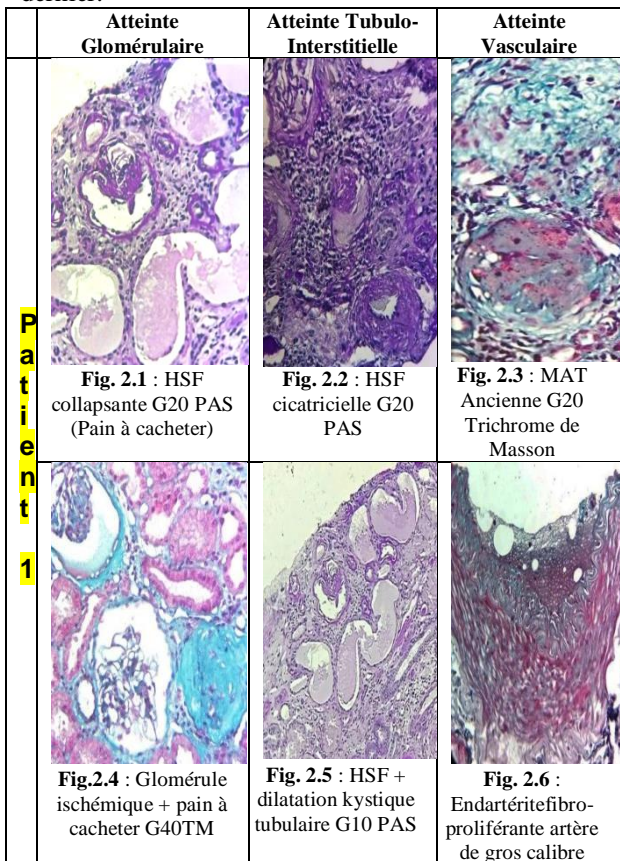 Atteinte
Glomérulaire
Atteinte Tubulo-
Interstitielle
Atteinte
Vasculaire
Patient 1
Fig. 2.1 : HSF
collapsante G20 PAS
(Pain à cacheter)
Fig. 2.2 : HSF
cicatricielle G20
PAS
Fig. 2.3 : MAT
Ancienne G20
Trichrome de
Masson
Fig.2.4 : Glomérule
ischémique + pain à
cacheter G40TM
Fig. 2.5 : HSF +
dilatation kystique
tubulaire G10 PAS
Fig. 2.6 :
Endartéritefibro-
proliférante artère
de gros calibre